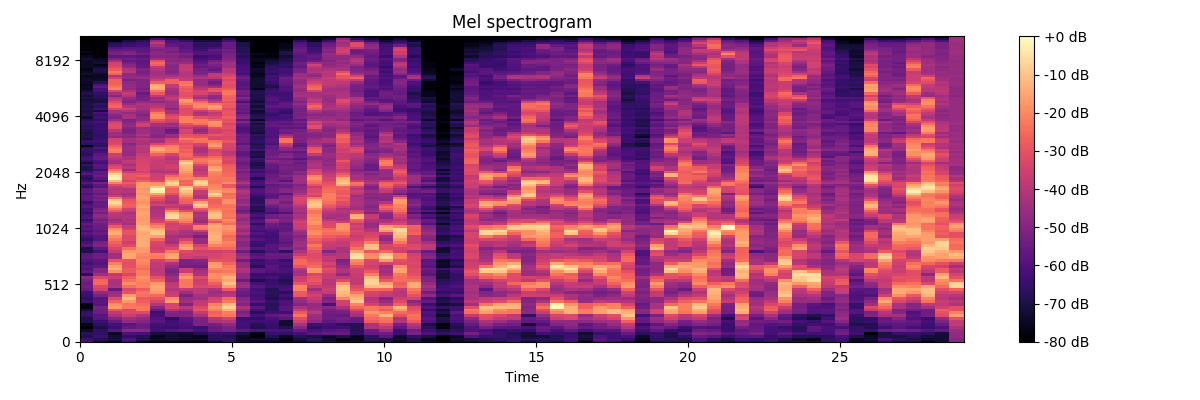 Mel spectrogram
Hz
8192
4096
2048
1024
512
0
0 5 10 15 20 25
Time
+0 dB
-10 dB
-20 dB
-30 dB
-40 dB
-50 dB
-60 dB
-70 dB
-80 dB